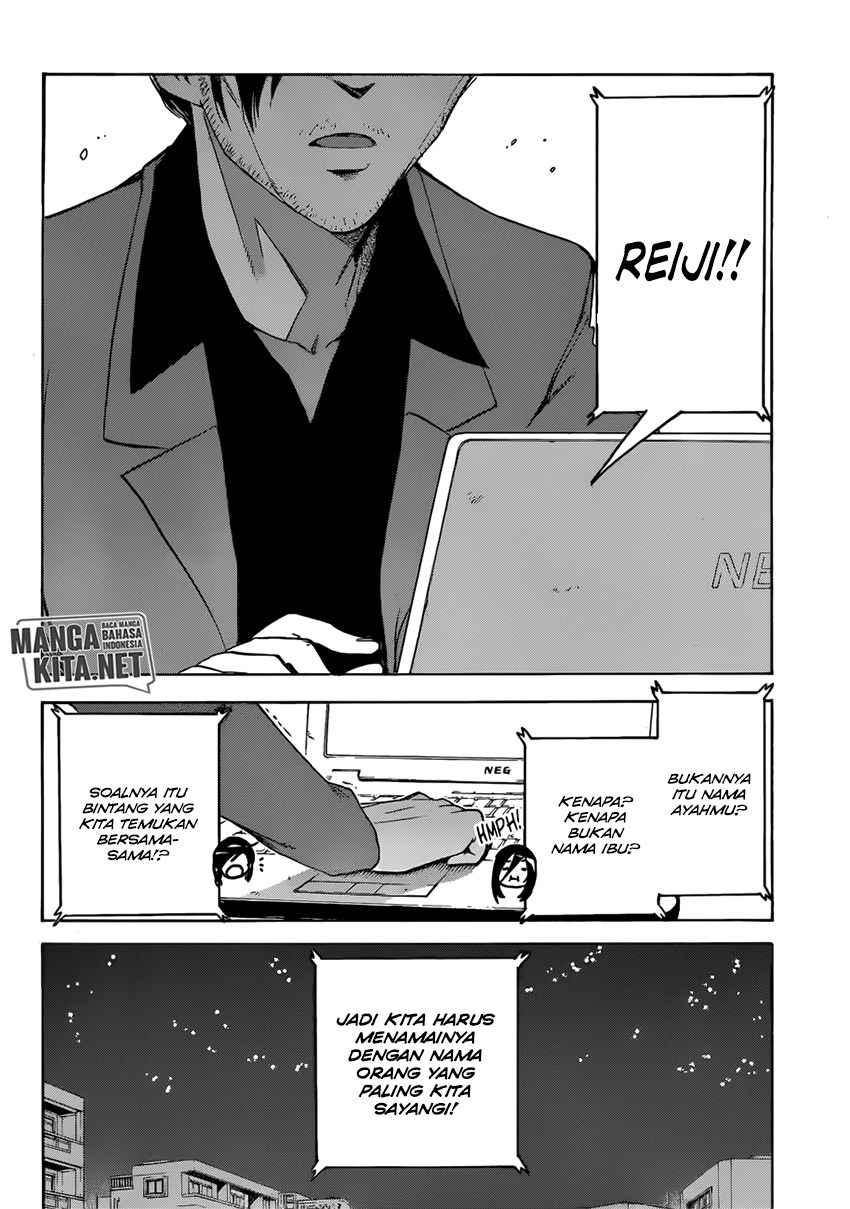 REIJI!!
NE
MANGA
KITA.NET
BACA MANGA
BAHASA
INDONESIA
BUKANNYA
ITU NAMA
AYAHMU?
KENAPA?
KENAPA
BUKAN
NAMA IBU?
HMPH!
NEG
SOALNYA ITU
BINTANG YANG
KITA TEMUKAN
BERSAMA-
SAMA!?
JADI KITA HARUS
MENAMAINYA
DENGAN NAMA
ORANG YANG
PALING KITA
SAYANGI!